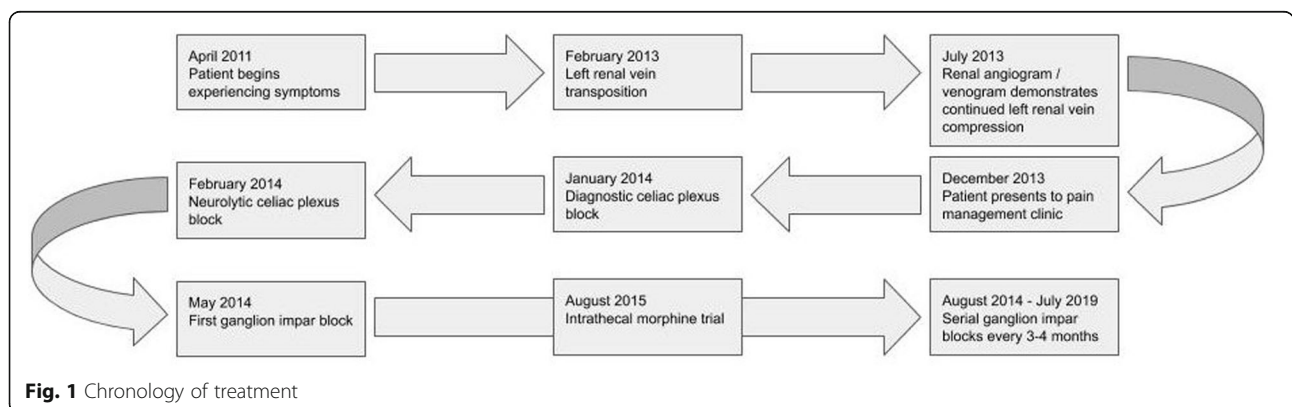 April 2011
Patient begins
experiencing symptoms
February 2013
Left renal vein
transposition
July 2013
Renal angiogram /
venogram demonstrates
continued left renal vein
compression
December 2013
Patient presents to pain
management clinic
January 2014
Diagnostic celiac plexus
block
February 2014
Neurolytic celiac plexus
block
May 2014
First ganglion impar block
August 2015
Intrathecal morphine trial
August 2014 - July 2019
Serial ganglion impar
blocks every 3-4 months
Fig. 1 Chronology of treatment